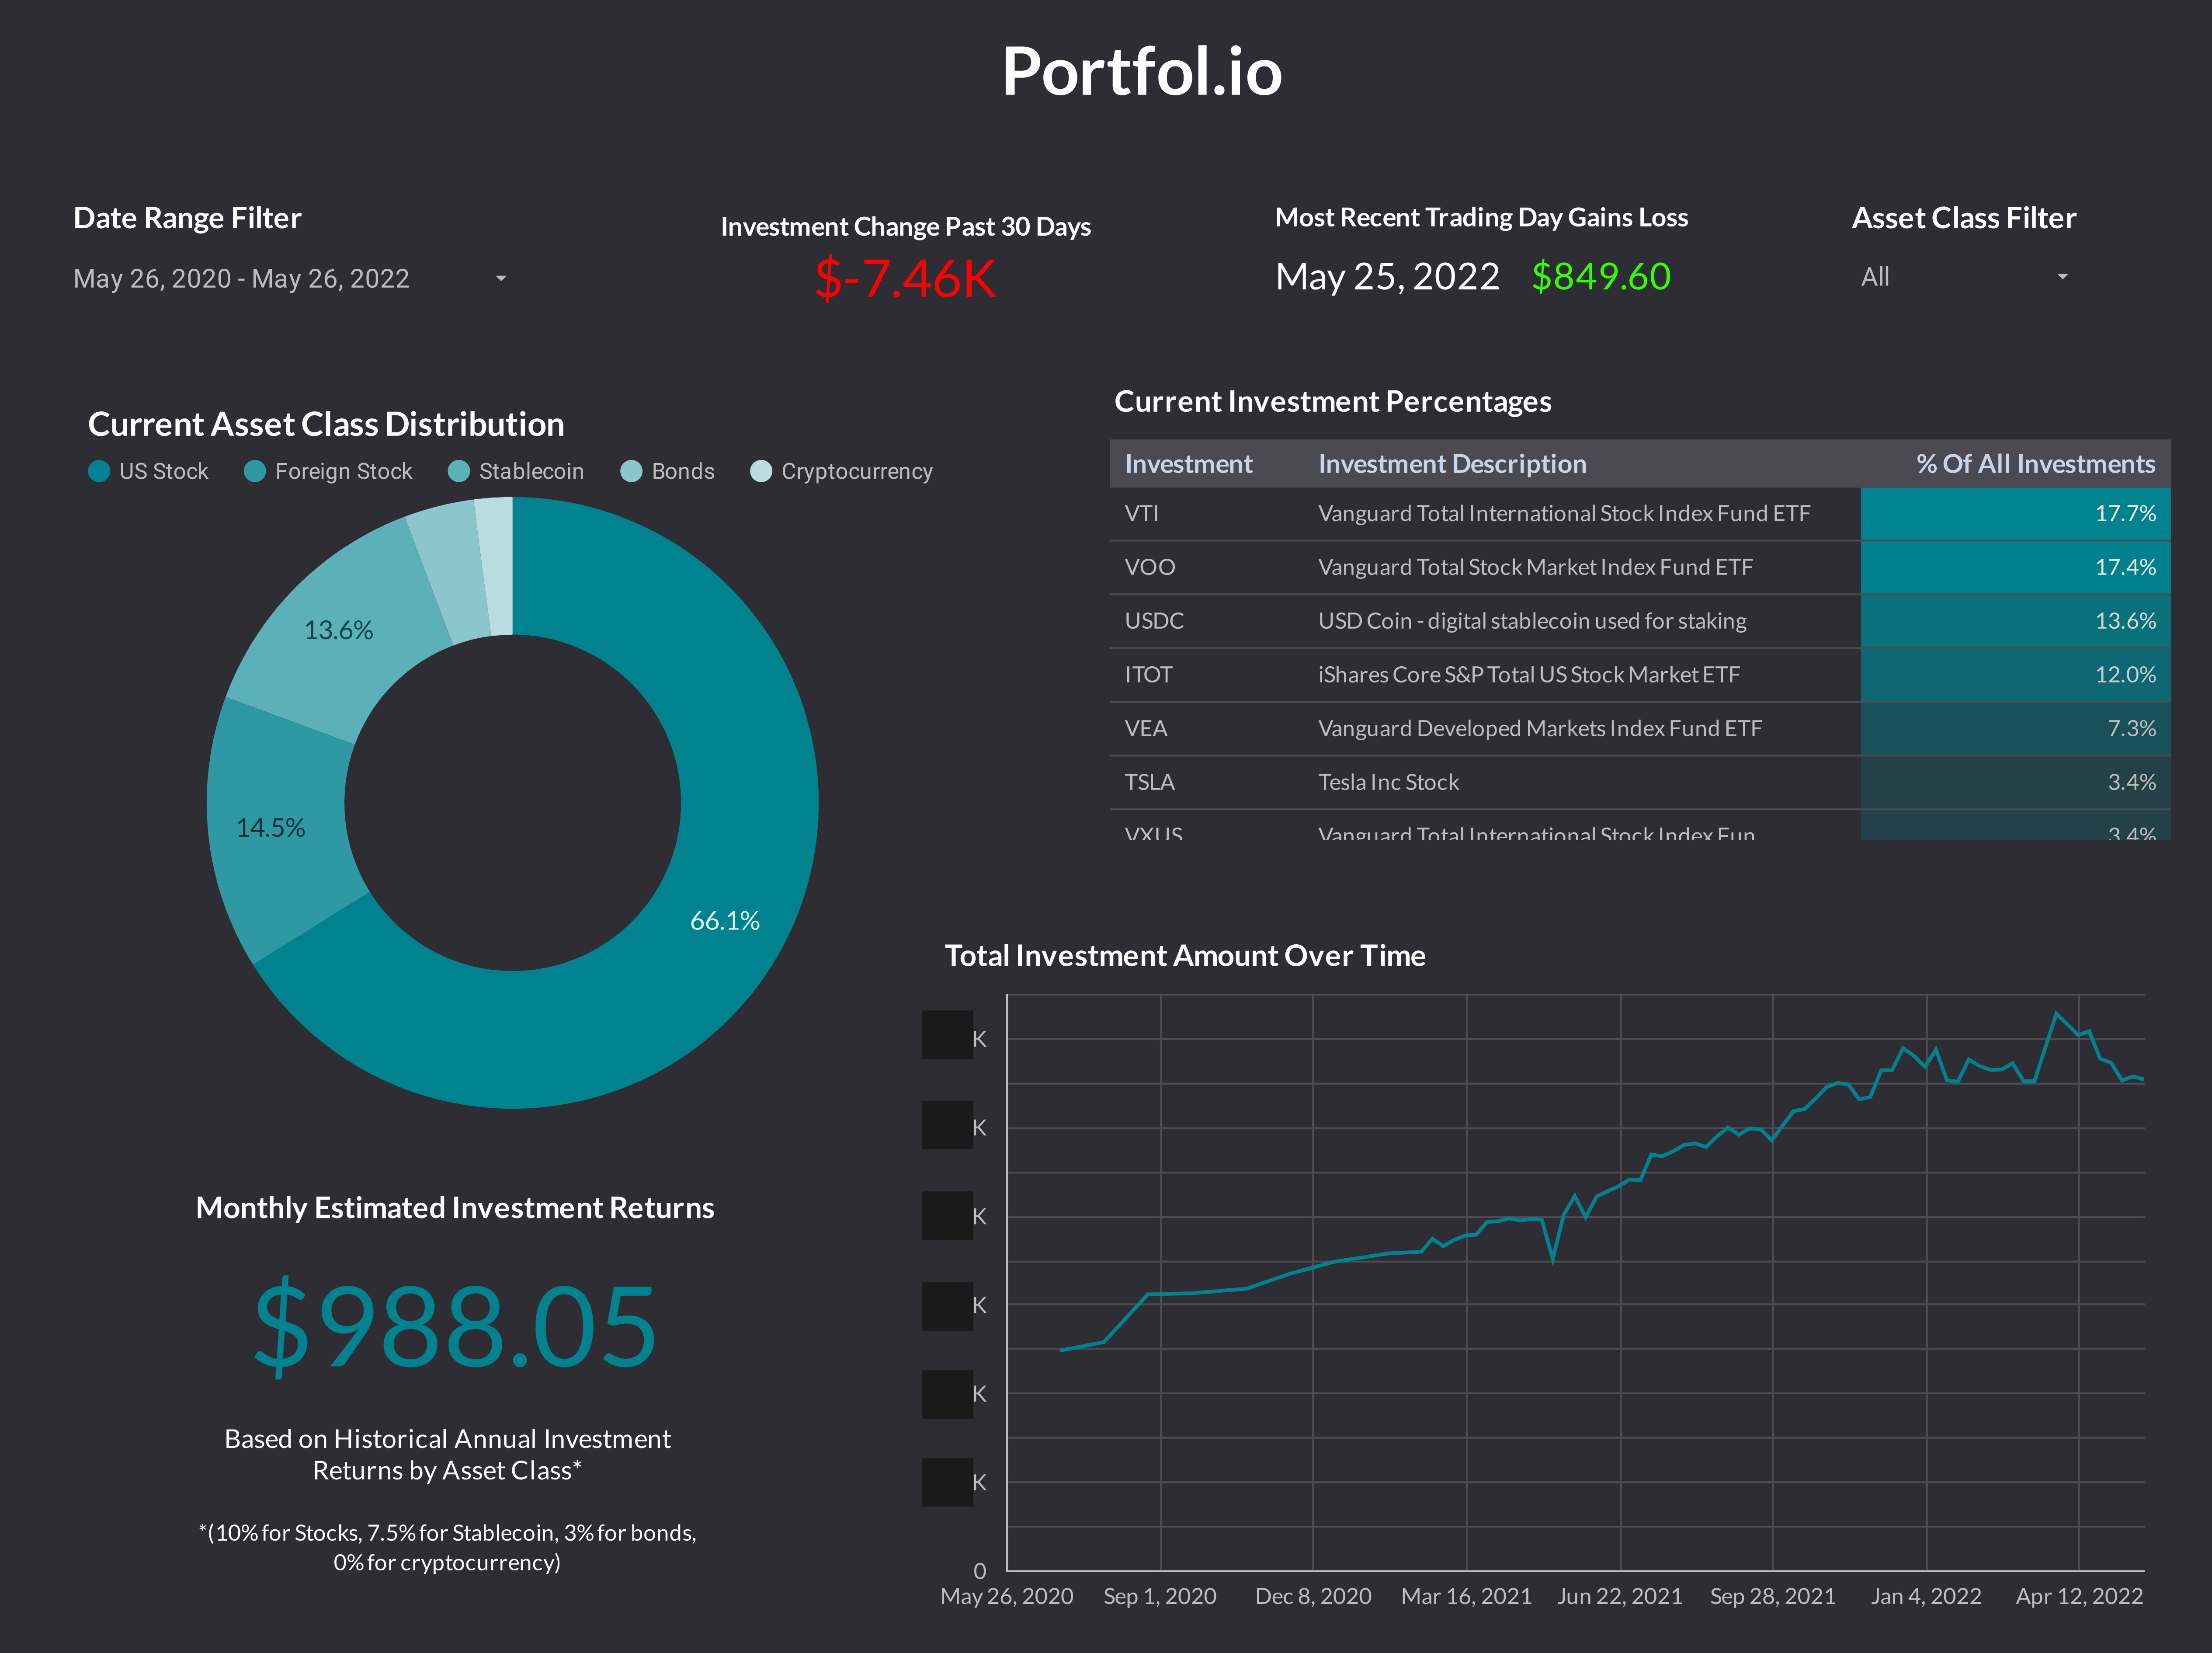 Portfol.io
Date Range Filter
May 26, 2020 - May 26, 2022
Investment Change Past 30 Days
$-7.46K
Most Recent Trading Day Gains Loss
May 25, 2022 $849.60
Asset Class Filter
All
Current Asset Class Distribution
US Stock Foreign Stock Stablecoin Bonds Cryptocurrency
13.6%
14.5%
66.1%
Current Investment Percentages
Investment Investment Description % Of All Investments
VTI Vanguard Total International Stock Index Fund ETF 17.7%
VOO Vanguard Total Stock Market Index Fund ETF 17.4%
USDC USD Coin - digital stablecoin used for staking 13.6%
ITOT iShares Core S&P Total US Stock Market ETF 12.0%
VEA Vanguard Developed Markets Index Fund ETF 7.3%
TSLA Tesla Inc Stock 3.4%
VXUS Vanguard Total International Stock Index Fun 3.4%
Monthly Estimated Investment Returns
$988.05
Based on Historical Annual Investment
Returns by Asset Class*
*(10% for Stocks, 7.5% for Stablecoin, 3% for bonds,
0% for cryptocurrency)
Total Investment Amount Over Time
K
K
K
K
K
K
0
May 26, 2020 Sep 1, 2020 Dec 8, 2020 Mar 16, 2021 Jun 22, 2021 Sep 28, 2021 Jan 4, 2022 Apr 12, 2022